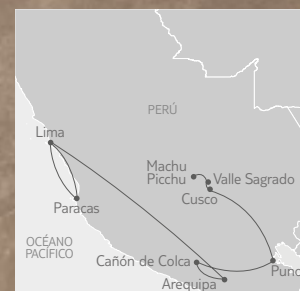 PERÚ
Lima
Machu
Picchu
Valle Sagrado
Cusco
Paracas
OCÉANO
PACÍFICO
Cañón de Colca
Puno
Arequipa